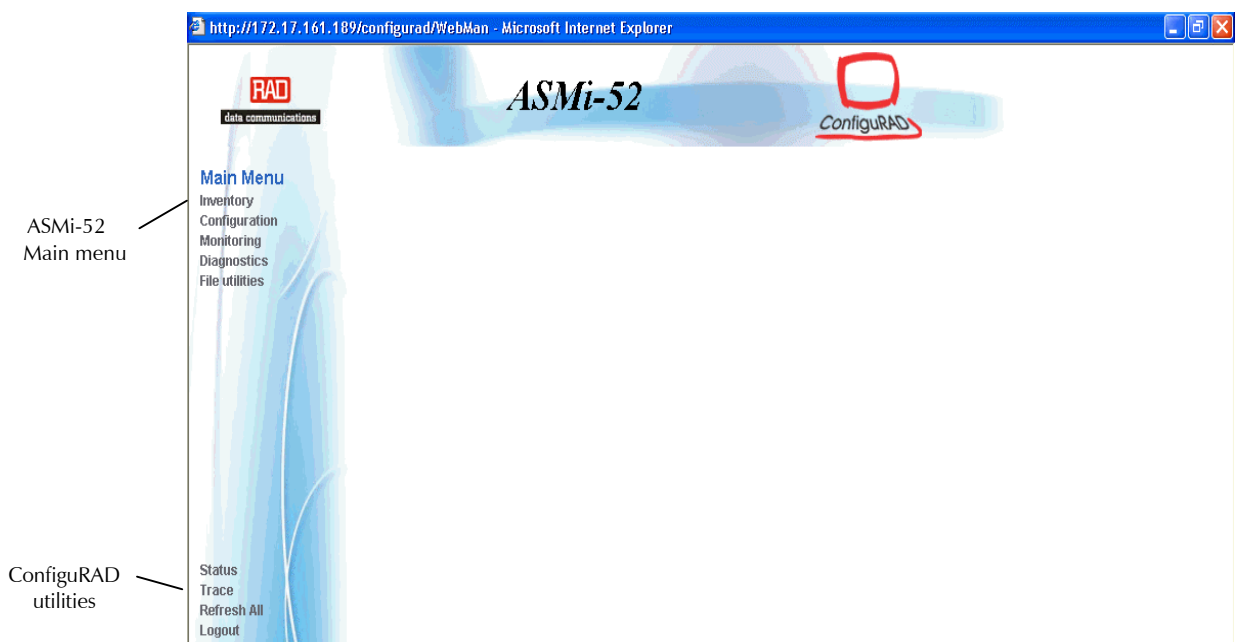 http://172.17.161.189/configurad/WebMan - Microsoft Internet Explorer
RAD
data communications
ASMi-52
ConfiguRAD
Main Menu
Inventory
Configuration
Monitoring
Diagnostics
File utilities
ASMi-52
Main menu
Status
Trace
Refresh All
Logout
ConfiguRAD
utilities